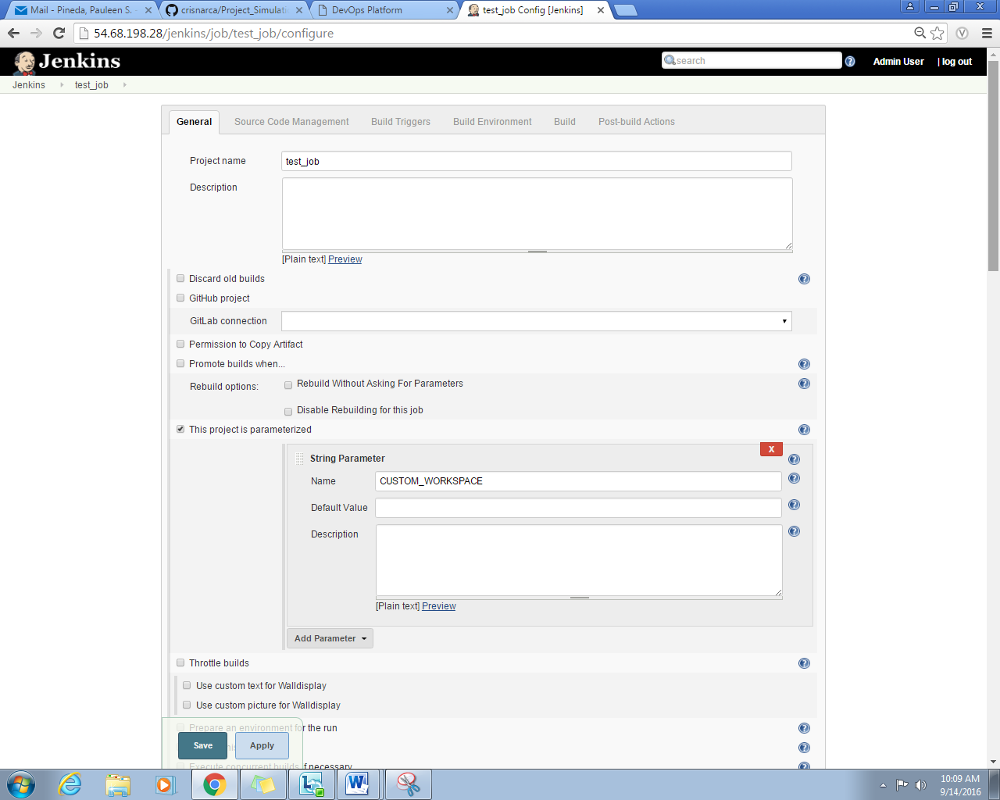 Mail - Pineda, Pauleen S. -
crisnarca/Project_Simulati
DevOps Platform
test_job Config [Jenkins]
54.68.198.28/jenkins/job/test_job/configure
Jenkins
search
Admin User
| log out
Jenkins
test_job
General
Source Code Management
Build Triggers
Build Environment
Build
Post-build Actions
Project name
test_job
Description
[Plain text] Preview
Discard old builds
GitHub project
GitLab connection
Permission to Copy Artifact
Promote builds when...
Rebuild options:
Rebuild Without Asking For Parameters
Disable Rebuilding for this job
This project is parameterized
X
String Parameter
Name
CUSTOM_WORKSPACE
Default Value
Description
[Plain text] Preview
Add Parameter
Throttle builds
Use custom text for Walldisplay
Use custom picture for Walldisplay
Prepare an environment for the run
Save
Apply
Execute concurrent builds if necessary
10:09 AM
9/14/2016